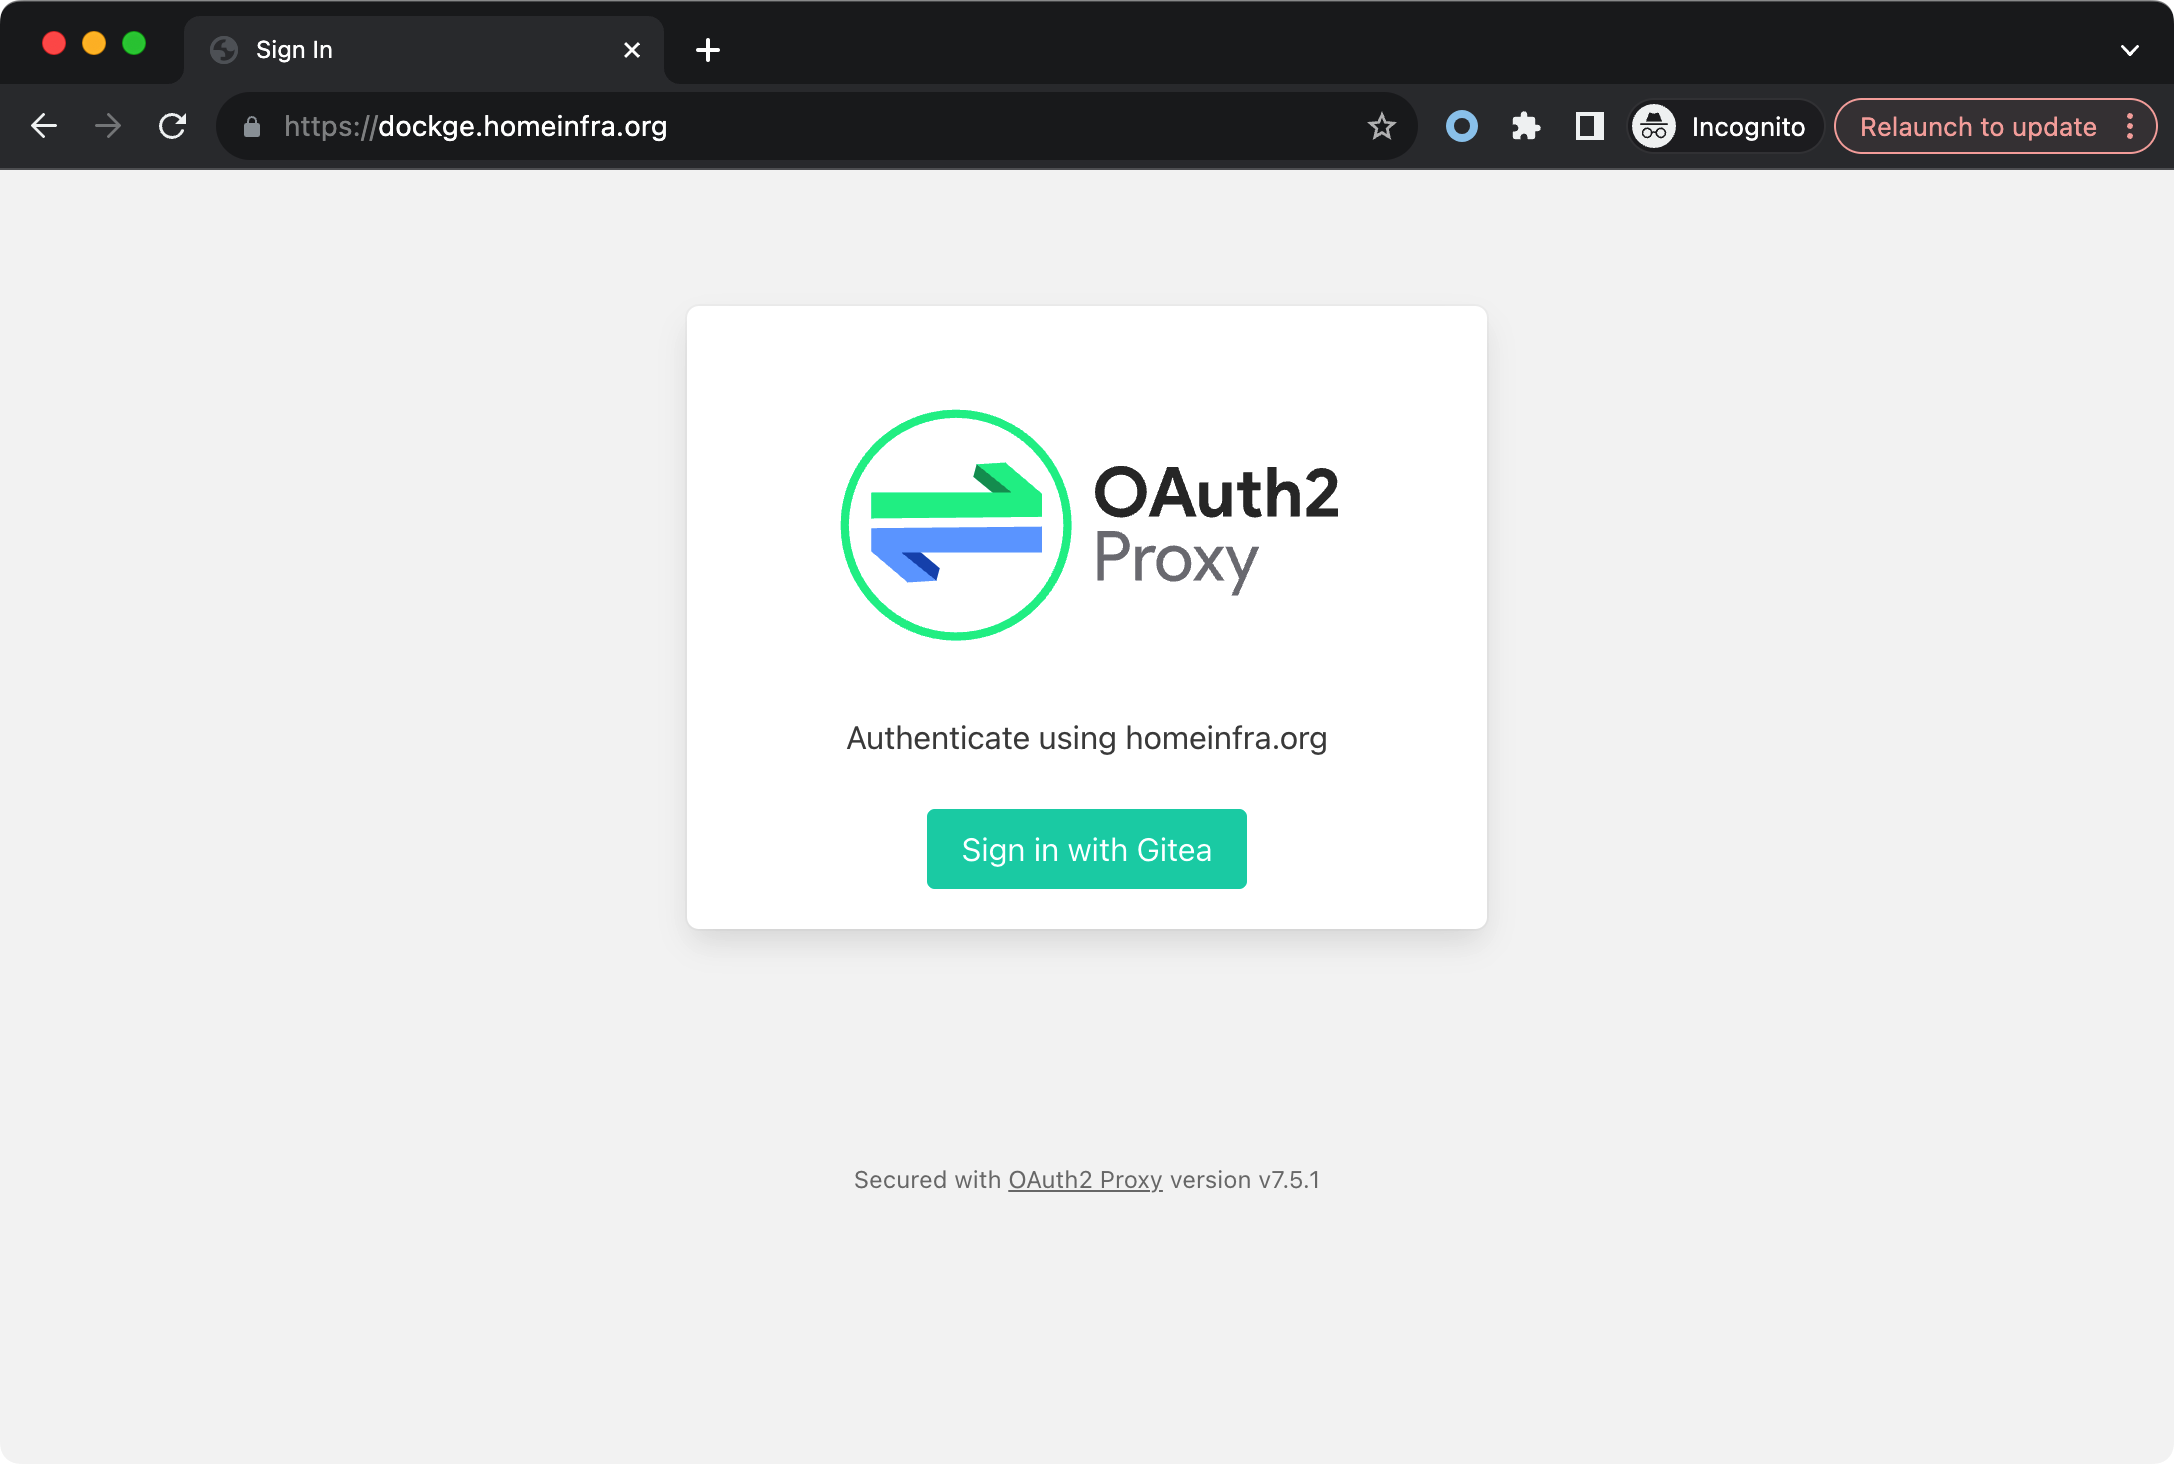 Sign In
https://dockge.homeinfra.org
Incognito
Relaunch to update
OAuth2
Proxy
Authenticate using homeinfra.org
Sign in with Gitea
Secured with OAuth2 Proxy version v7.5.1